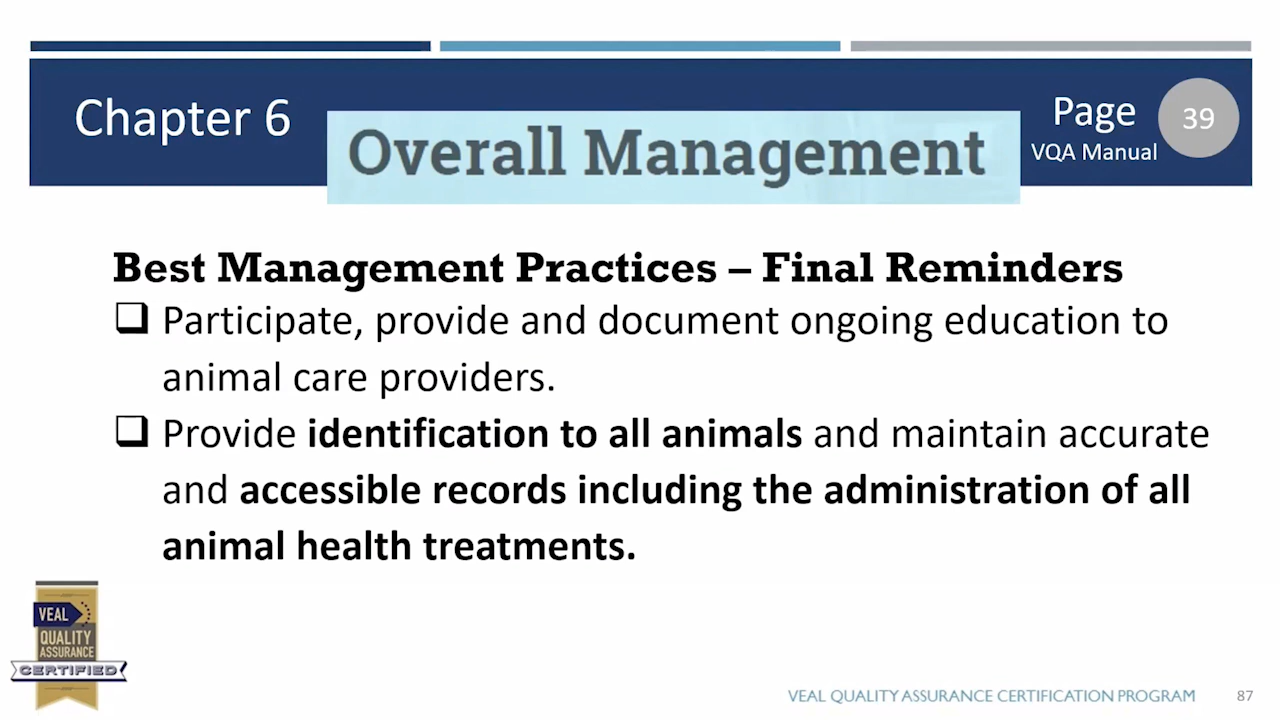 Chapter 6
Overall Management
Page
VQA Manual
39
Best Management Practices – Final Reminders
❑ Participate, provide and document ongoing education to
animal care providers.
❑ Provide identification to all animals and maintain accurate
and accessible records including the administration of all
animal health treatments.
VEAL
QUALITY
ASSURANCE
CERTIFIED
VEAL QUALITY ASSURANCE CERTIFICATION PROGRAM
87